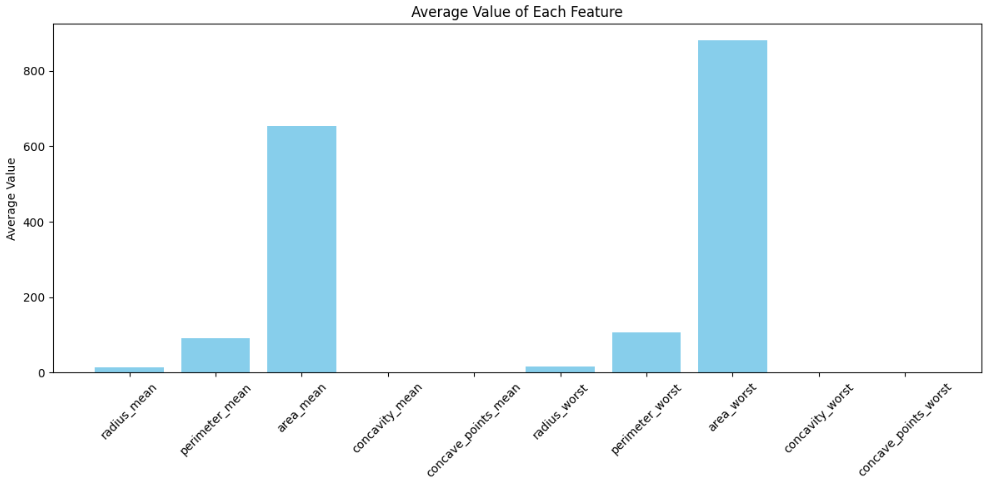 Average Value of Each Feature
Average Value
800
600
400
200
0
radius_mean
perimeter_mean
area_mean
concavity_mean
concave_points_mean
radius_worst
perimeter_worst
area_worst
concavity_worst
concave_points_worst